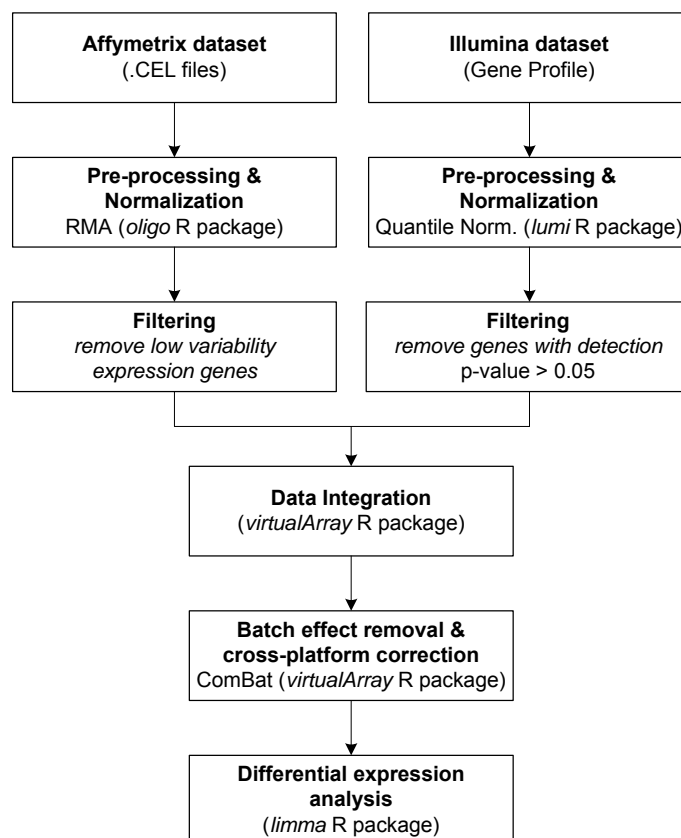 Affymetrix dataset
(.CEL files)
Illumina dataset
(Gene Profile)
Pre-processing &
Normalization
RMA (oligo R package)
Pre-processing &
Normalization
Quantile Norm. (lumi R package)
Filtering
remove low variability
expression genes
Filtering
remove genes with detection
p-value > 0.05
Data Integration
(virtualArray R package)
Batch effect removal &
cross-platform correction
ComBat (virtualArray R package)
Differential expression
analysis
(limma R package)